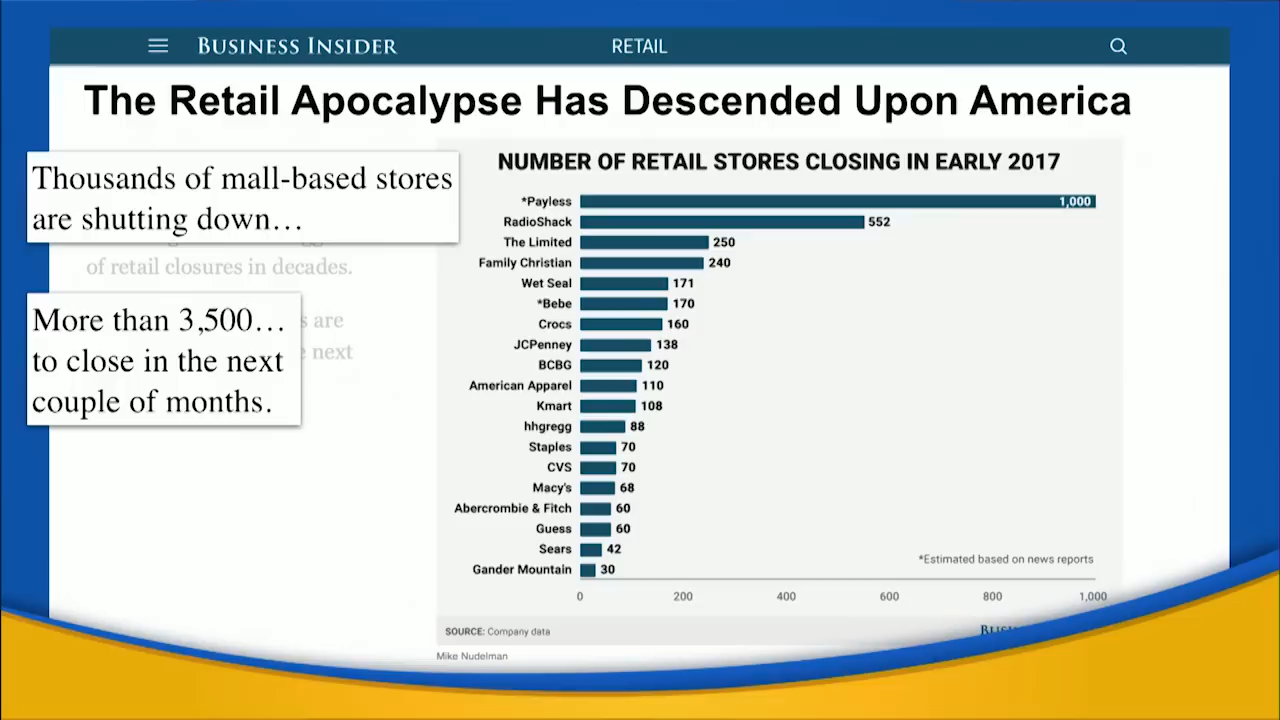 BUSINESS INSIDER
RETAIL
The Retail Apocalypse Has Descended Upon America
Thousands of mall-based stores
are shutting down…
of retail closures in decades.
More than 3,500…
to close in the next
couple of months.
are
next
NUMBER OF RETAIL STORES CLOSING IN EARLY 2017
*Payless 1,000
RadioShack 552
The Limited 250
Family Christian 240
Wet Seal 171
*Bebe 170
Crocs 160
JCPenney 138
BCBG 120
American Apparel 110
Kmart 108
hhgregg 88
Staples 70
CVS 70
Macy's 68
Abercrombie & Fitch 60
Guess 60
Sears 42
Gander Mountain 30
*Estimated based on news reports
0 200 400 600 800 1,000
SOURCE: Company data
Mike Nudelman